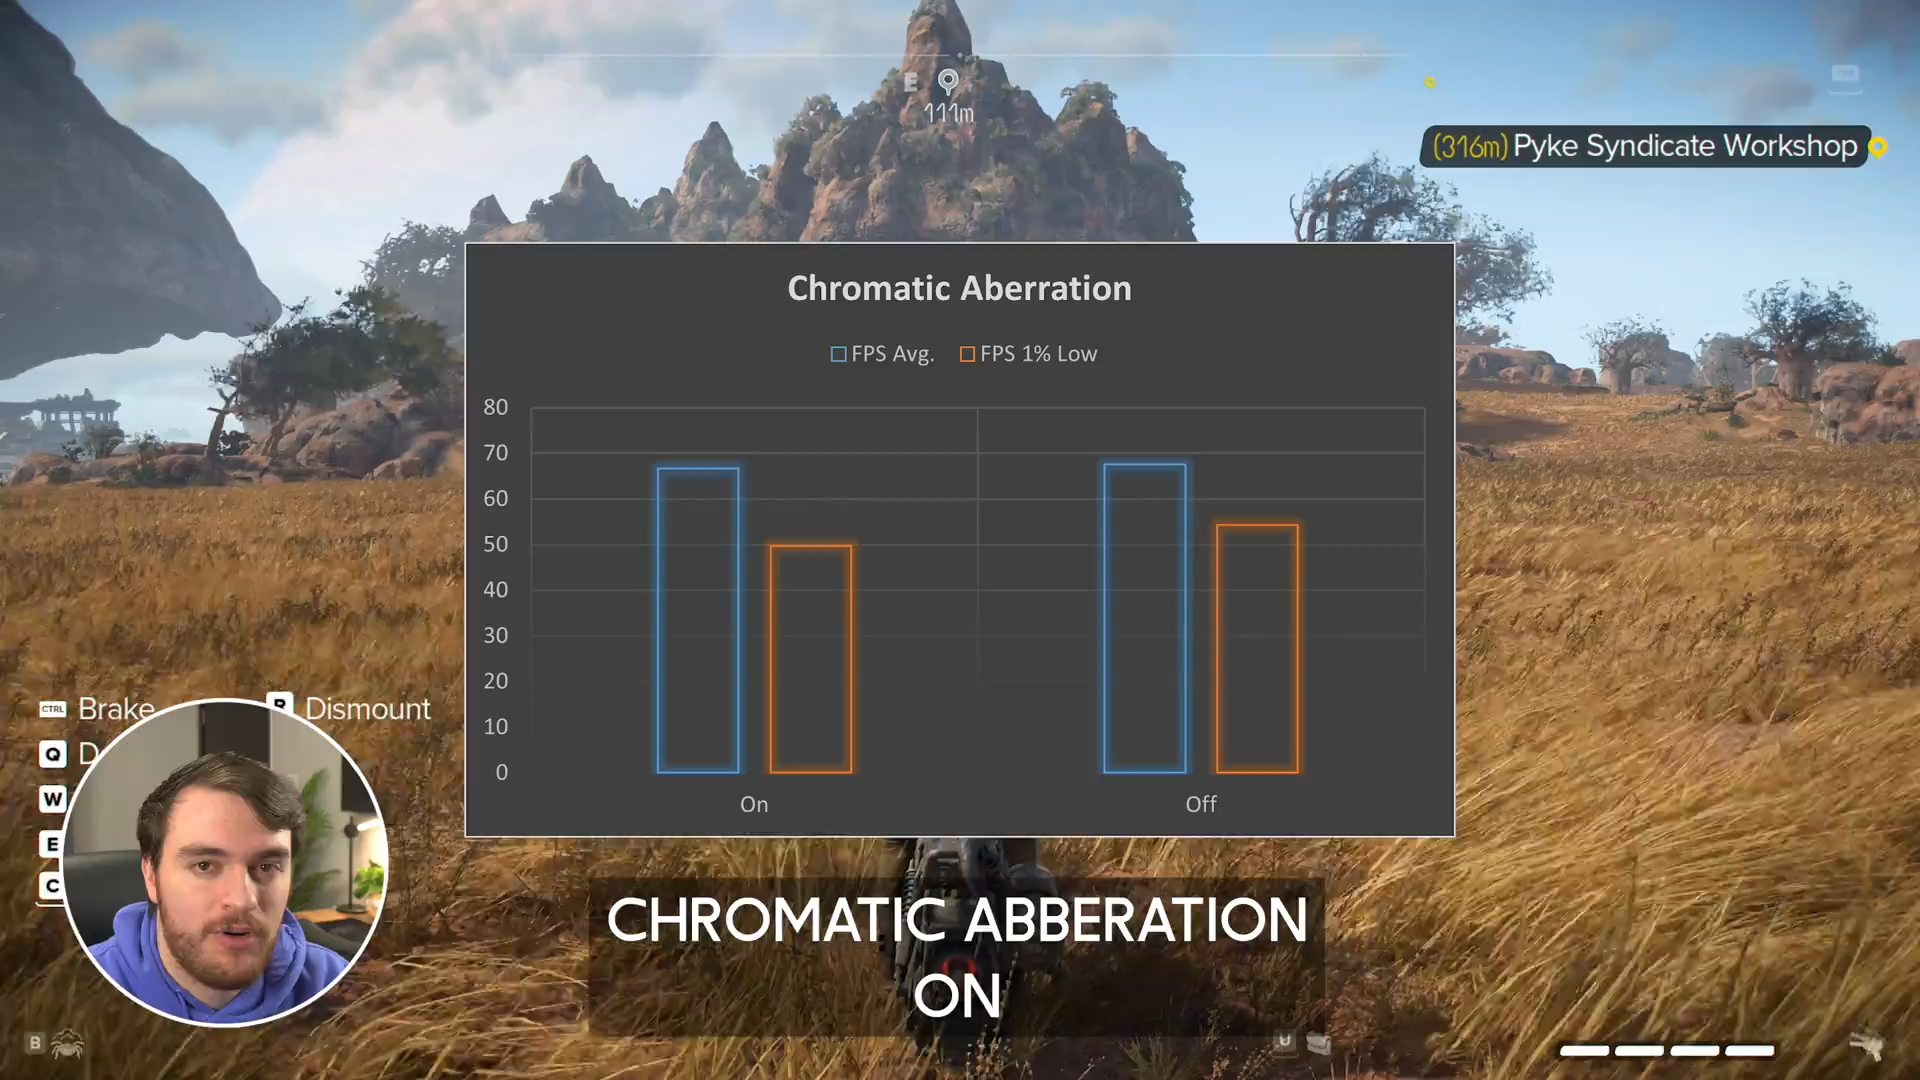 E
111m
(316m) Pyke Syndicate Workshop
Chromatic Aberration
FPS Avg. FPS 1% Low
80
70
60
50
40
30
20
10
0
On Off
CTRL Brake
Dismount
Q D
W
E
C
CHROMATIC ABBERATION
ON
B
U